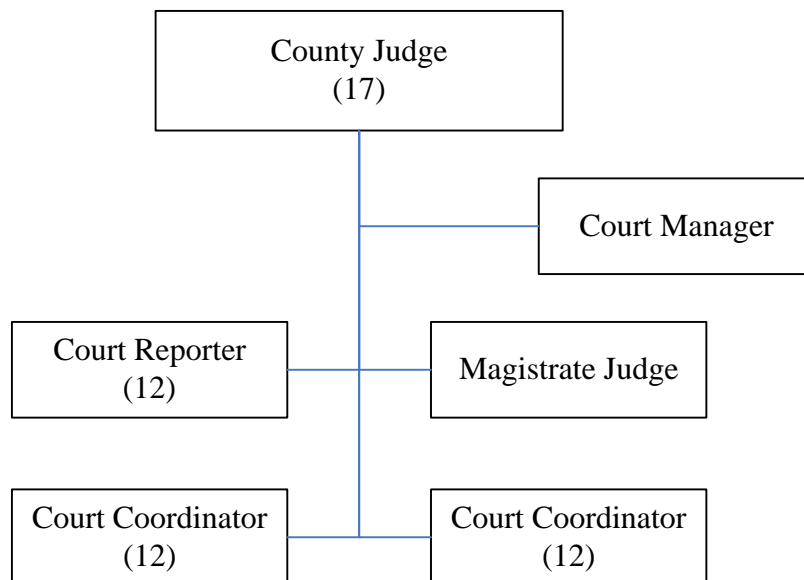 County Judge
(17)
Court Manager
Court Reporter
(12)
Magistrate Judge
Court Coordinator
(12)
Court Coordinator
(12)